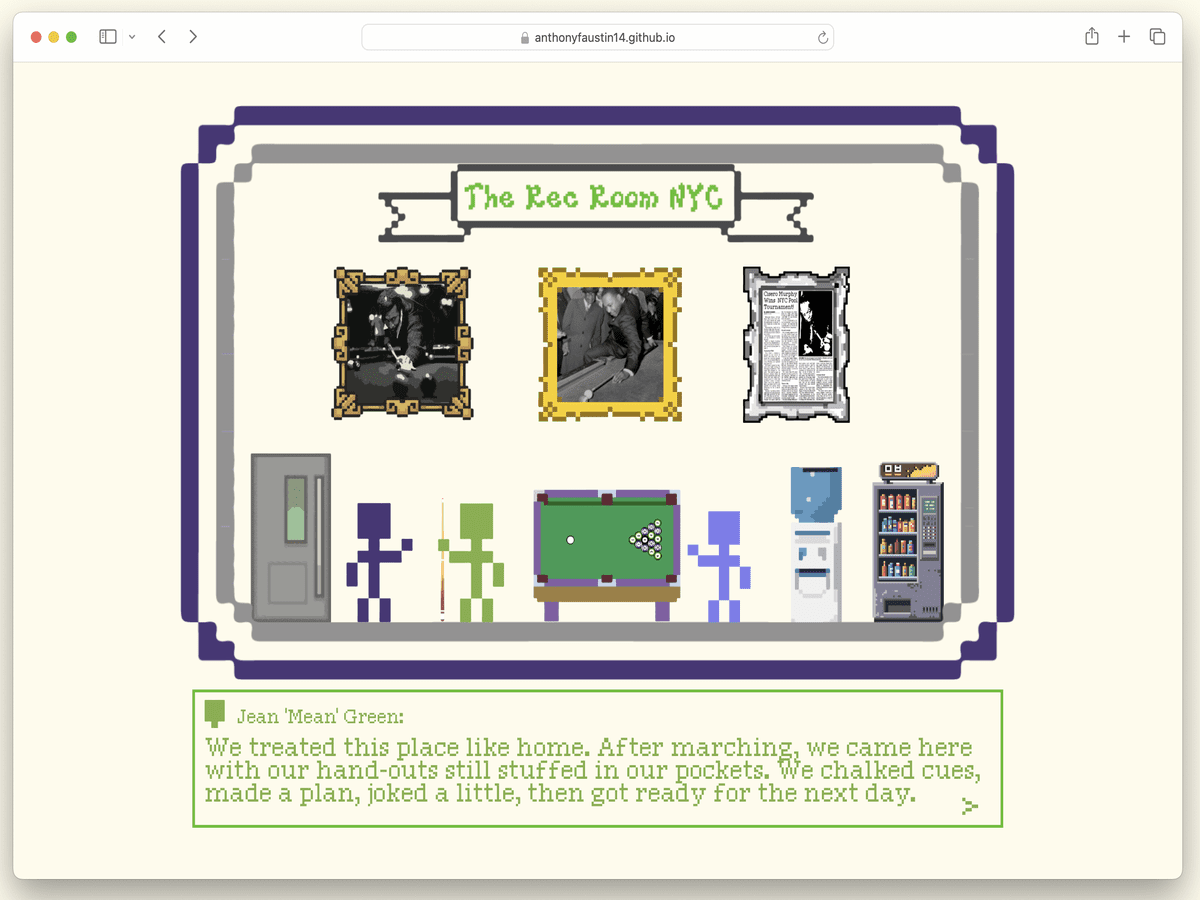 anthonyfaustin14.github.io
The Rec Room NYC
Cicero Murphy
Wins NYC Pool
Tournament!
Jean 'Mean' Green:
We treated this place like home. After marching, we came here
with our hand-outs still stuffed in our pockets. We chalked cues,
made a plan, joked a little, then got ready for the next day.
>